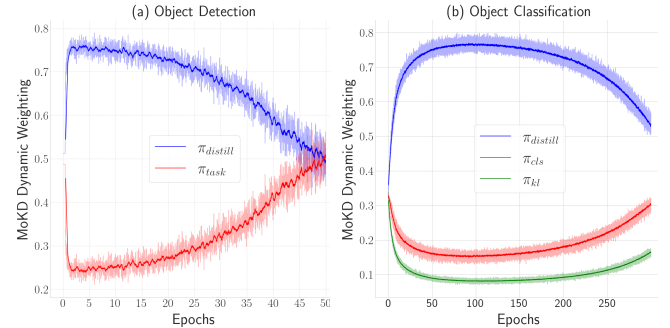 (a) Object Detection
MoKD Dynamic Weighting
0.8
0.7
0.6
0.5
0.4
0.3
0.2
π_distill
π_task
0 5 10 15 20 25 30 35 40 45 50
Epochs
(b) Object Classification
MoKD Dynamic Weighting
0.8
0.7
0.6
0.5
0.4
0.3
0.2
0.1
π_distill
π_cls
π_kl
0 50 100 150 200 250
Epochs